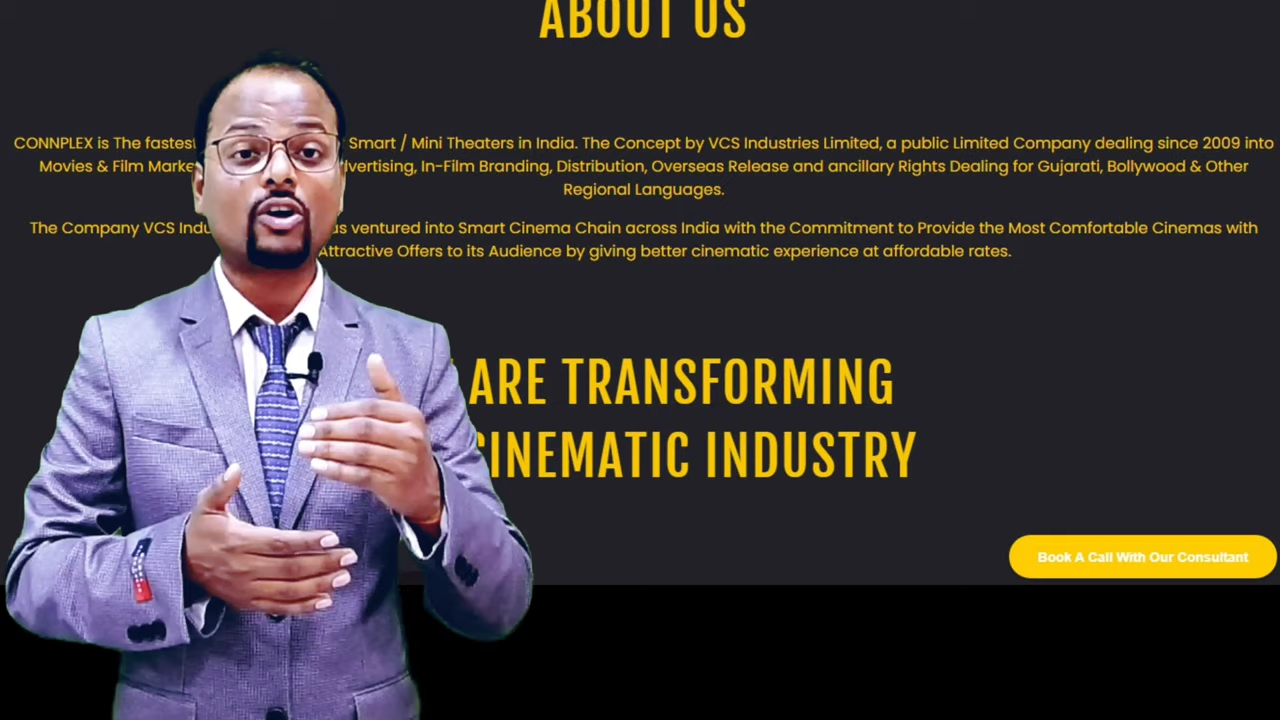 ABOUT US
CONNPLEX is The fastest Smart / Mini Theaters in India. The Concept by VCS Industries Limited, a public Limited Company dealing since 2009 into
Movies & Film Advertising, In-Film Branding, Distribution, Overseas Release and ancillary Rights Dealing for Gujarati, Bollywood & Other
Regional Languages.
The Company VCS ventured into Smart Cinema Chain across India with the Commitment to Provide the Most Comfortable Cinemas with
Attractive Offers to its Audience by giving better cinematic experience at affordable rates.
ARE TRANSFORMING
CINEMATIC INDUSTRY
Book A Call With Our Consultant